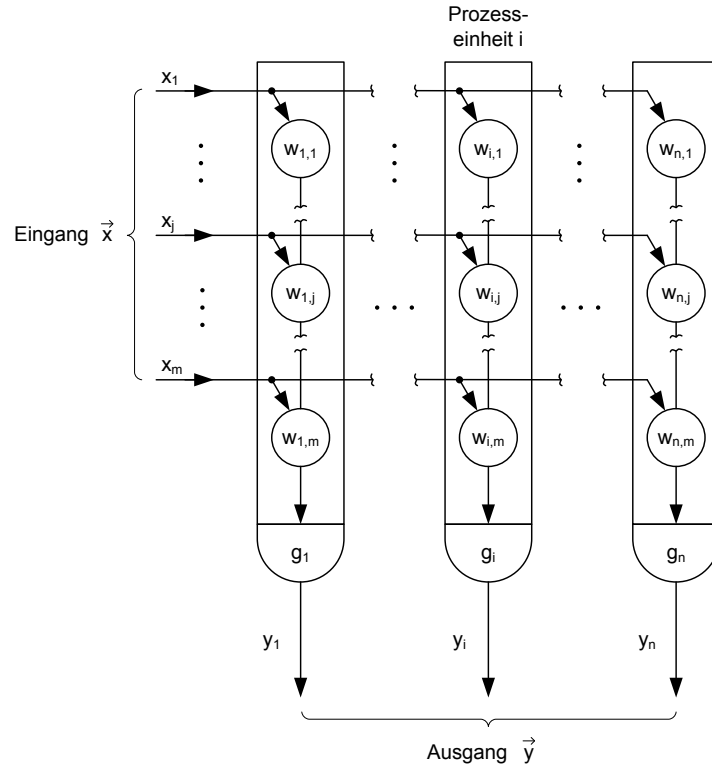 Prozess-
einheit i
x1
w1,1
wi,1
wn,1
Eingang x
xj
w1,j
wi,j
wn,j
xm
w1,m
wi,m
wn,m
g1
gi
gn
y1
yi
yn
Ausgang y